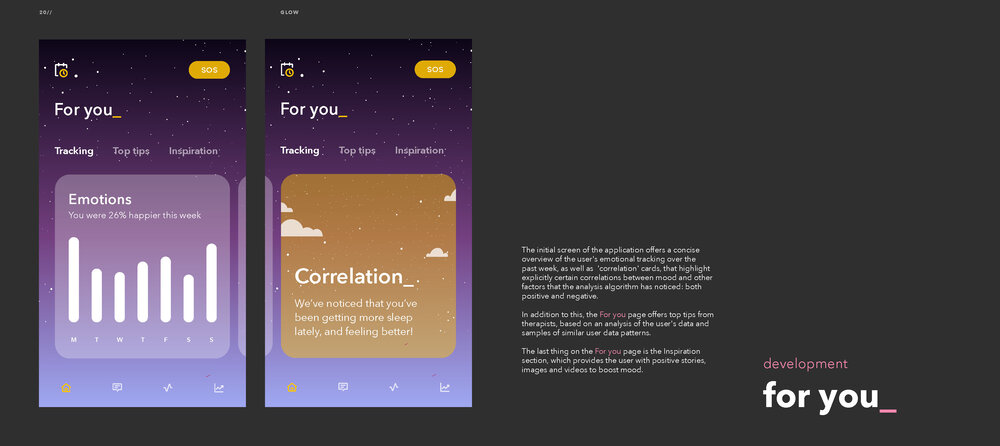 20//
GLOW
SOS
For you_
Tracking Top tips Inspiration
Emotions
You were 26% happier this week
M T W T F S S
SOS
For you_
Tracking Top tips Inspiration
Correlation_
We've noticed that you've
been getting more sleep
lately, and feeling better!
The initial screen of the application offers a concise
overview of the user's emotional tracking over the
past week, as well as 'correlation' cards, that highlight
explicitly certain correlations between mood and other
factors that the analysis algorithm has noticed: both
positive and negative.
In addition to this, the For you page offers top tips from
therapists, based on an analysis of the user's data and
samples of similar user data patterns.
The last thing on the For you page is the Inspiration
section, which provides the user with positive stories,
images and videos to boost mood.
development
for you_